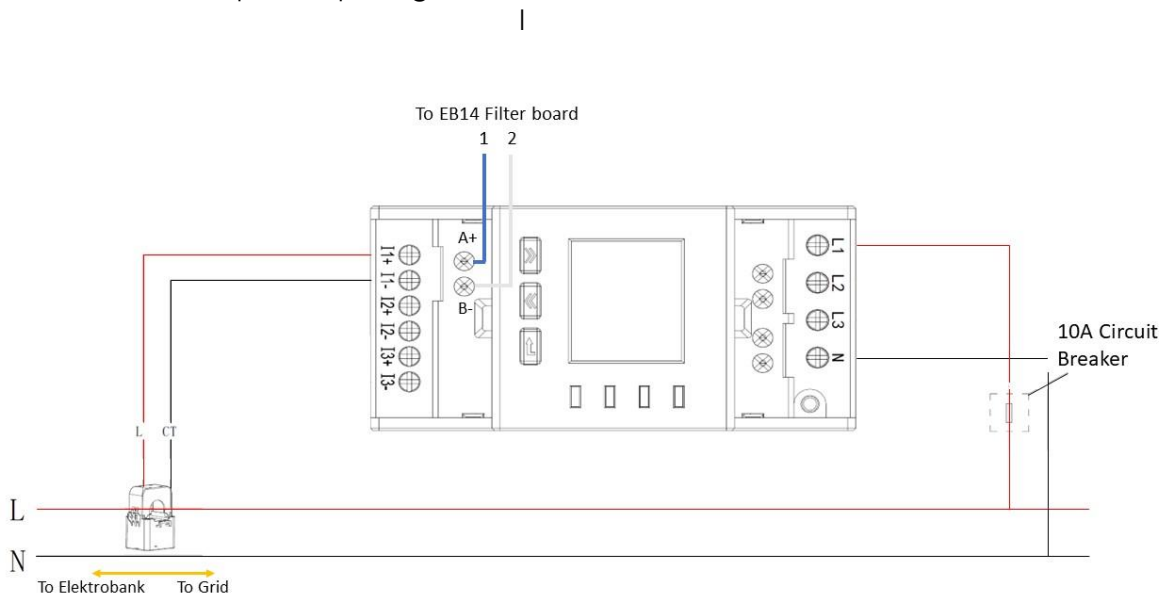 To EB14 Filter board
1 2
A+
B-
I1+
I1-
I2+
I2-
I3+
I3-
L1
L2
L3
N
10A Circuit
Breaker
L CT
L
N
To Elektrobank To Grid